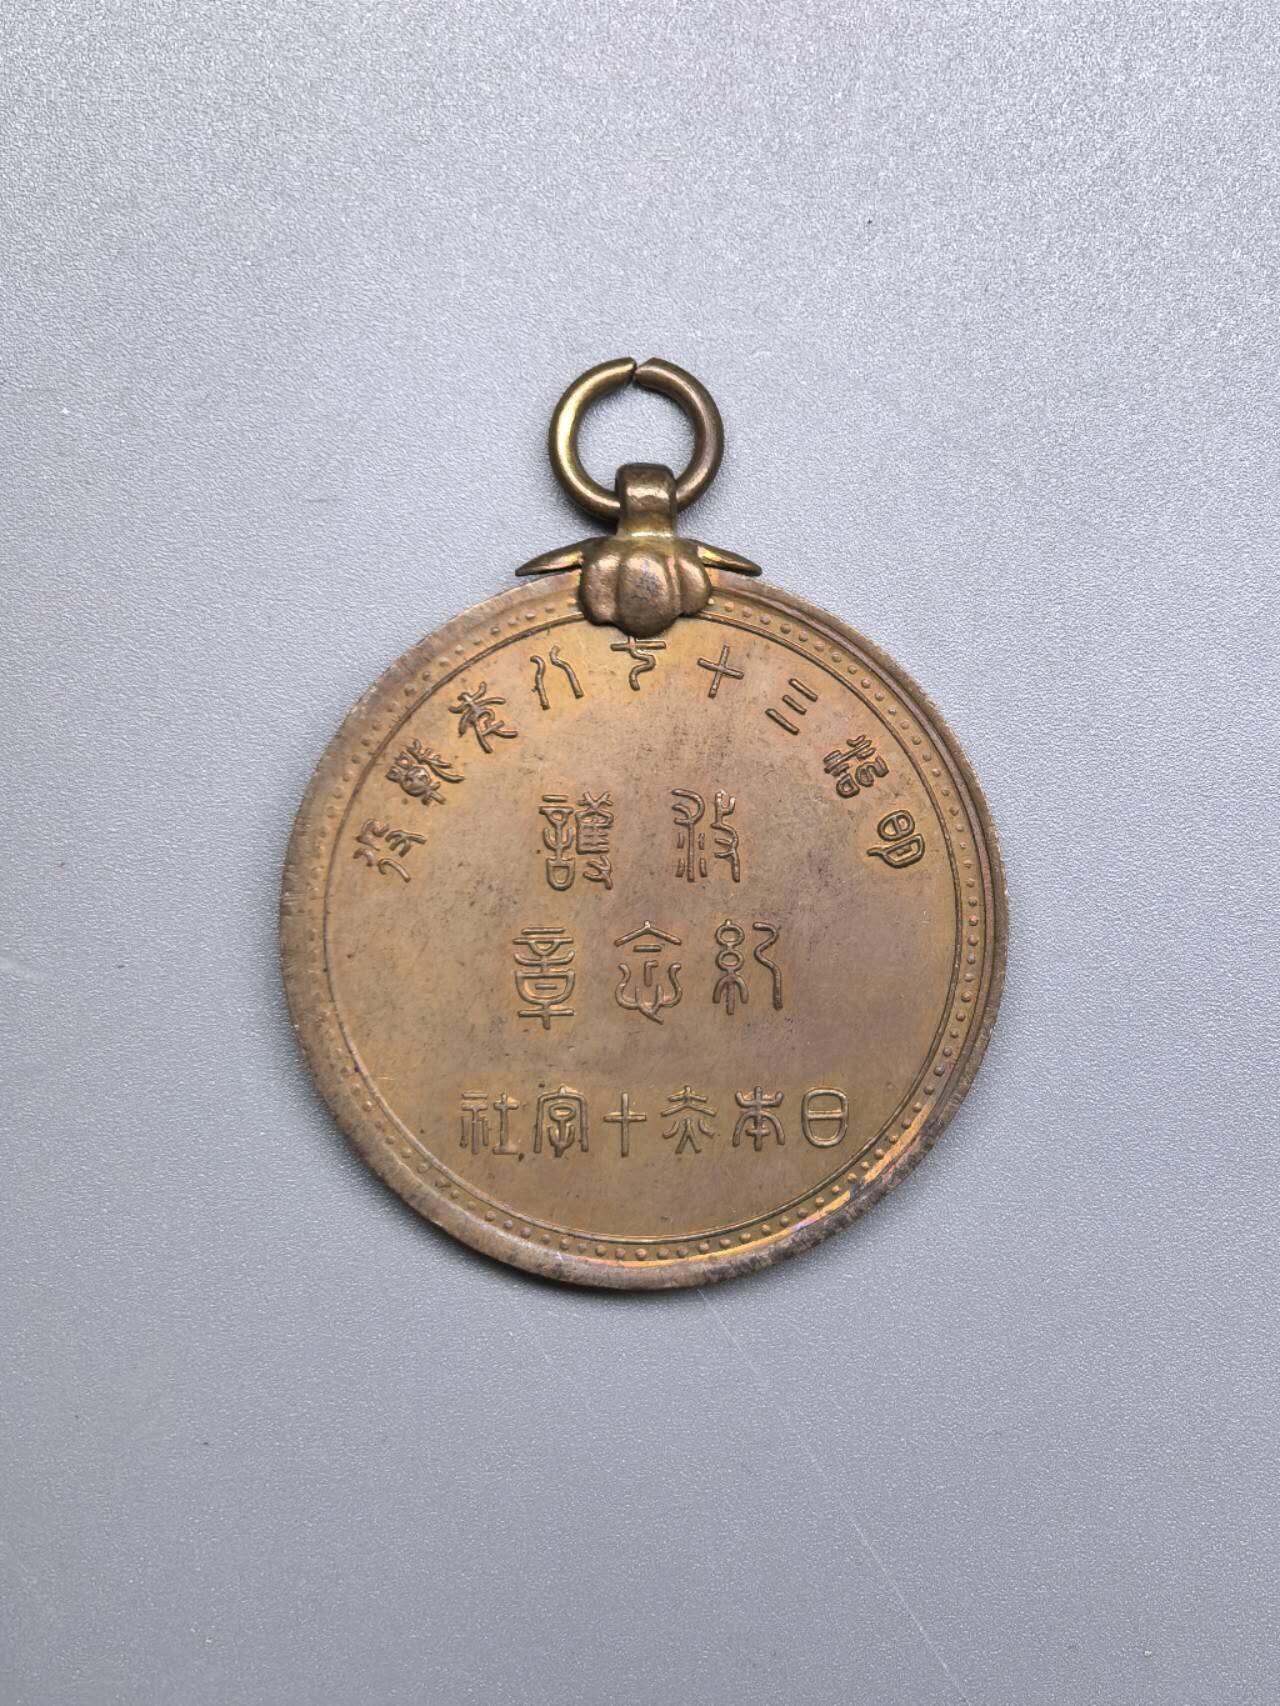 明治三十七八年戰役
救護
紀念章
日本赤十字社